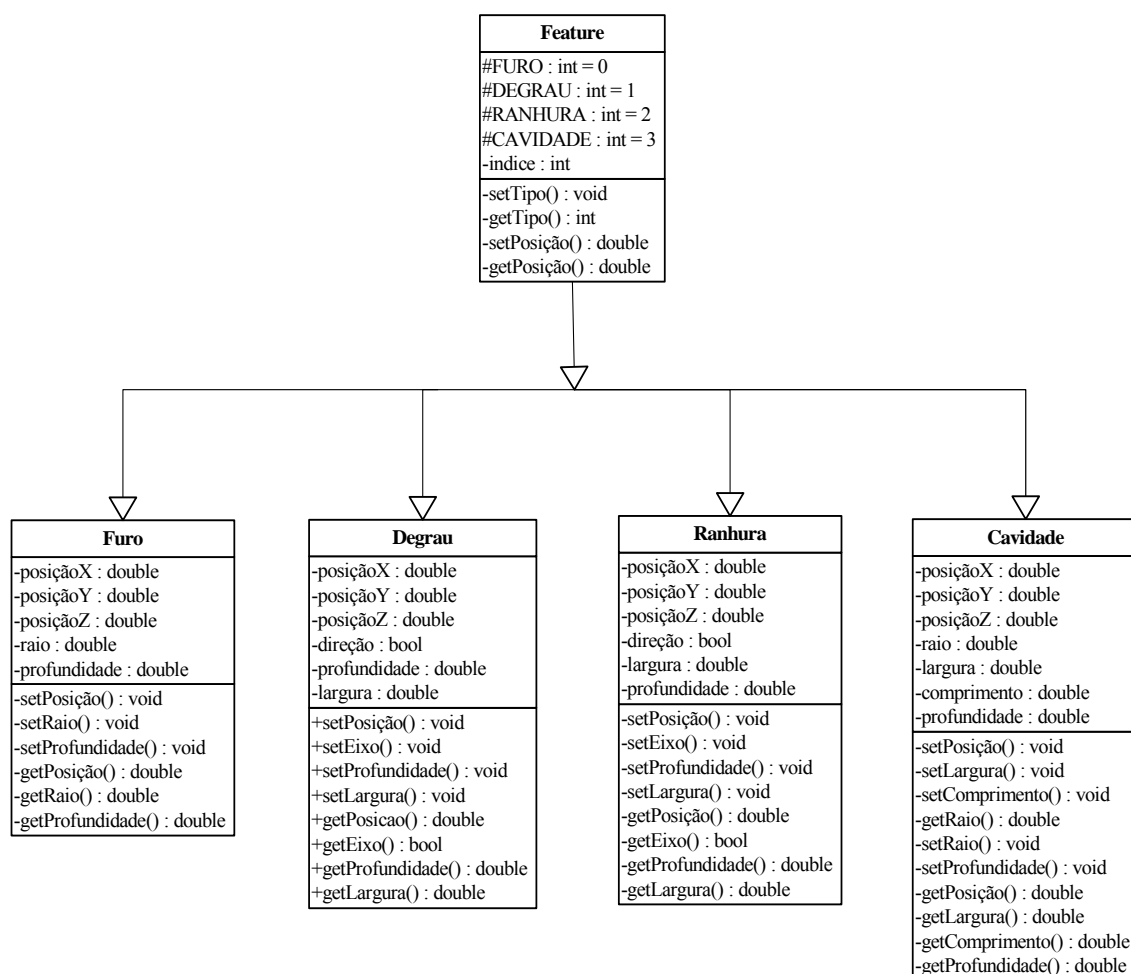 Feature
#FURO : int = 0
#DEGRAU : int = 1
#RANHURA : int = 2
#CAVIDADE : int = 3
-indice : int
-setTipo() : void
-getTipo() : int
-setPosição() : double
-getPosição() : double
Furo
-posiçãoX : double
-posiçãoY : double
-posiçãoZ : double
-raio : double
-profundidade : double
-setPosição() : void
-setRaio() : void
-setProfundidade() : void
-getPosição() : double
-getRaio() : double
-getProfundidade() : double
Degrau
-posiçãoX : double
-posiçãoY : double
-posiçãoZ : double
-direção : bool
-profundidade : double
-largura : double
+setPosição() : void
+setEixo() : void
+setProfundidade() : void
+setLargura() : void
+getPosicao() : double
+getEixo() : bool
+getProfundidade() : double
+getLargura() : double
Ranhura
-posiçãoX : double
-posiçãoY : double
-posiçãoZ : double
-direção : bool
-largura : double
-profundidade : double
-setPosição() : void
-setEixo() : void
-setProfundidade() : void
-setLargura() : void
-getPosição() : double
-getEixo() : bool
-getProfundidade() : double
-getLargura() : double
Cavidade
-posiçãoX : double
-posiçãoY : double
-posiçãoZ : double
-raio : double
-largura : double
-comprimento : double
-profundidade : double
-setPosição() : void
-setLargura() : void
-setComprimento() : void
-getRaio() : double
-setRaio() : void
-setProfundidade() : void
-getPosição() : double
-getLargura() : double
-getComprimento() : double
-getProfundidade() : double